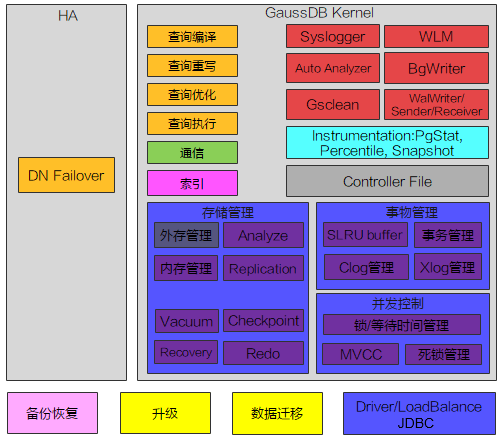 HA
DN Failover
GaussDB Kernel
查询编译
查询重写
查询优化
查询执行
通信
索引
Syslogger
WLM
Auto Analyzer
BgWriter
Gsclean
WalWriter/
Sender/Receiver
Instrumentation:PgStat,
Percentile, Snapshot
Controller File
存储管理
外存管理
Analyze
内存管理
Replication
Vacuum
Checkpoint
Recovery
Redo
事物管理
SLRU buffer
事务管理
Clog管理
Xlog管理
并发控制
锁/等待时间管理
MVCC
死锁管理
备份恢复
升级
数据迁移
Driver/LoadBalance
JDBC